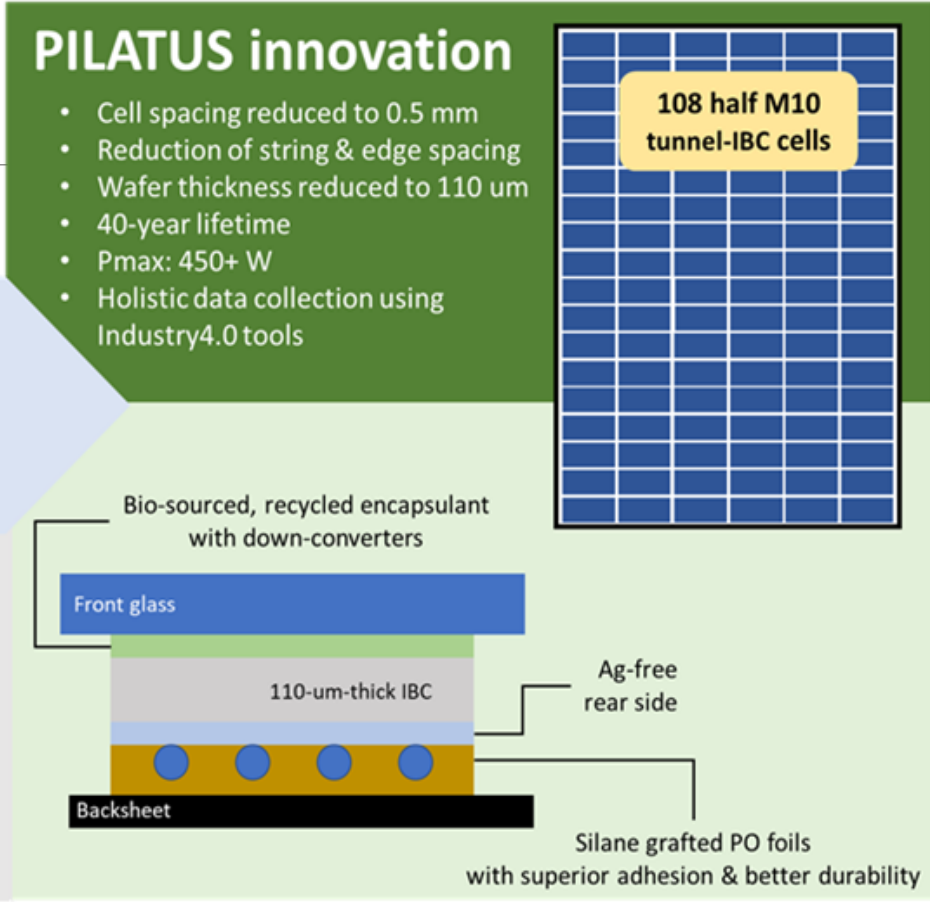 PILATUS innovation
• Cell spacing reduced to 0.5 mm
• Reduction of string & edge spacing
• Wafer thickness reduced to 110 um
• 40-year lifetime
• Pmax: 450+ W
• Holistic data collection using
Industry4.0 tools
108 half M10
tunnel-IBC cells
Bio-sourced, recycled encapsulant
with down-converters
Front glass
110-um-thick IBC
Ag-free
rear side
Backsheet
Silane grafted PO foils
with superior adhesion & better durability